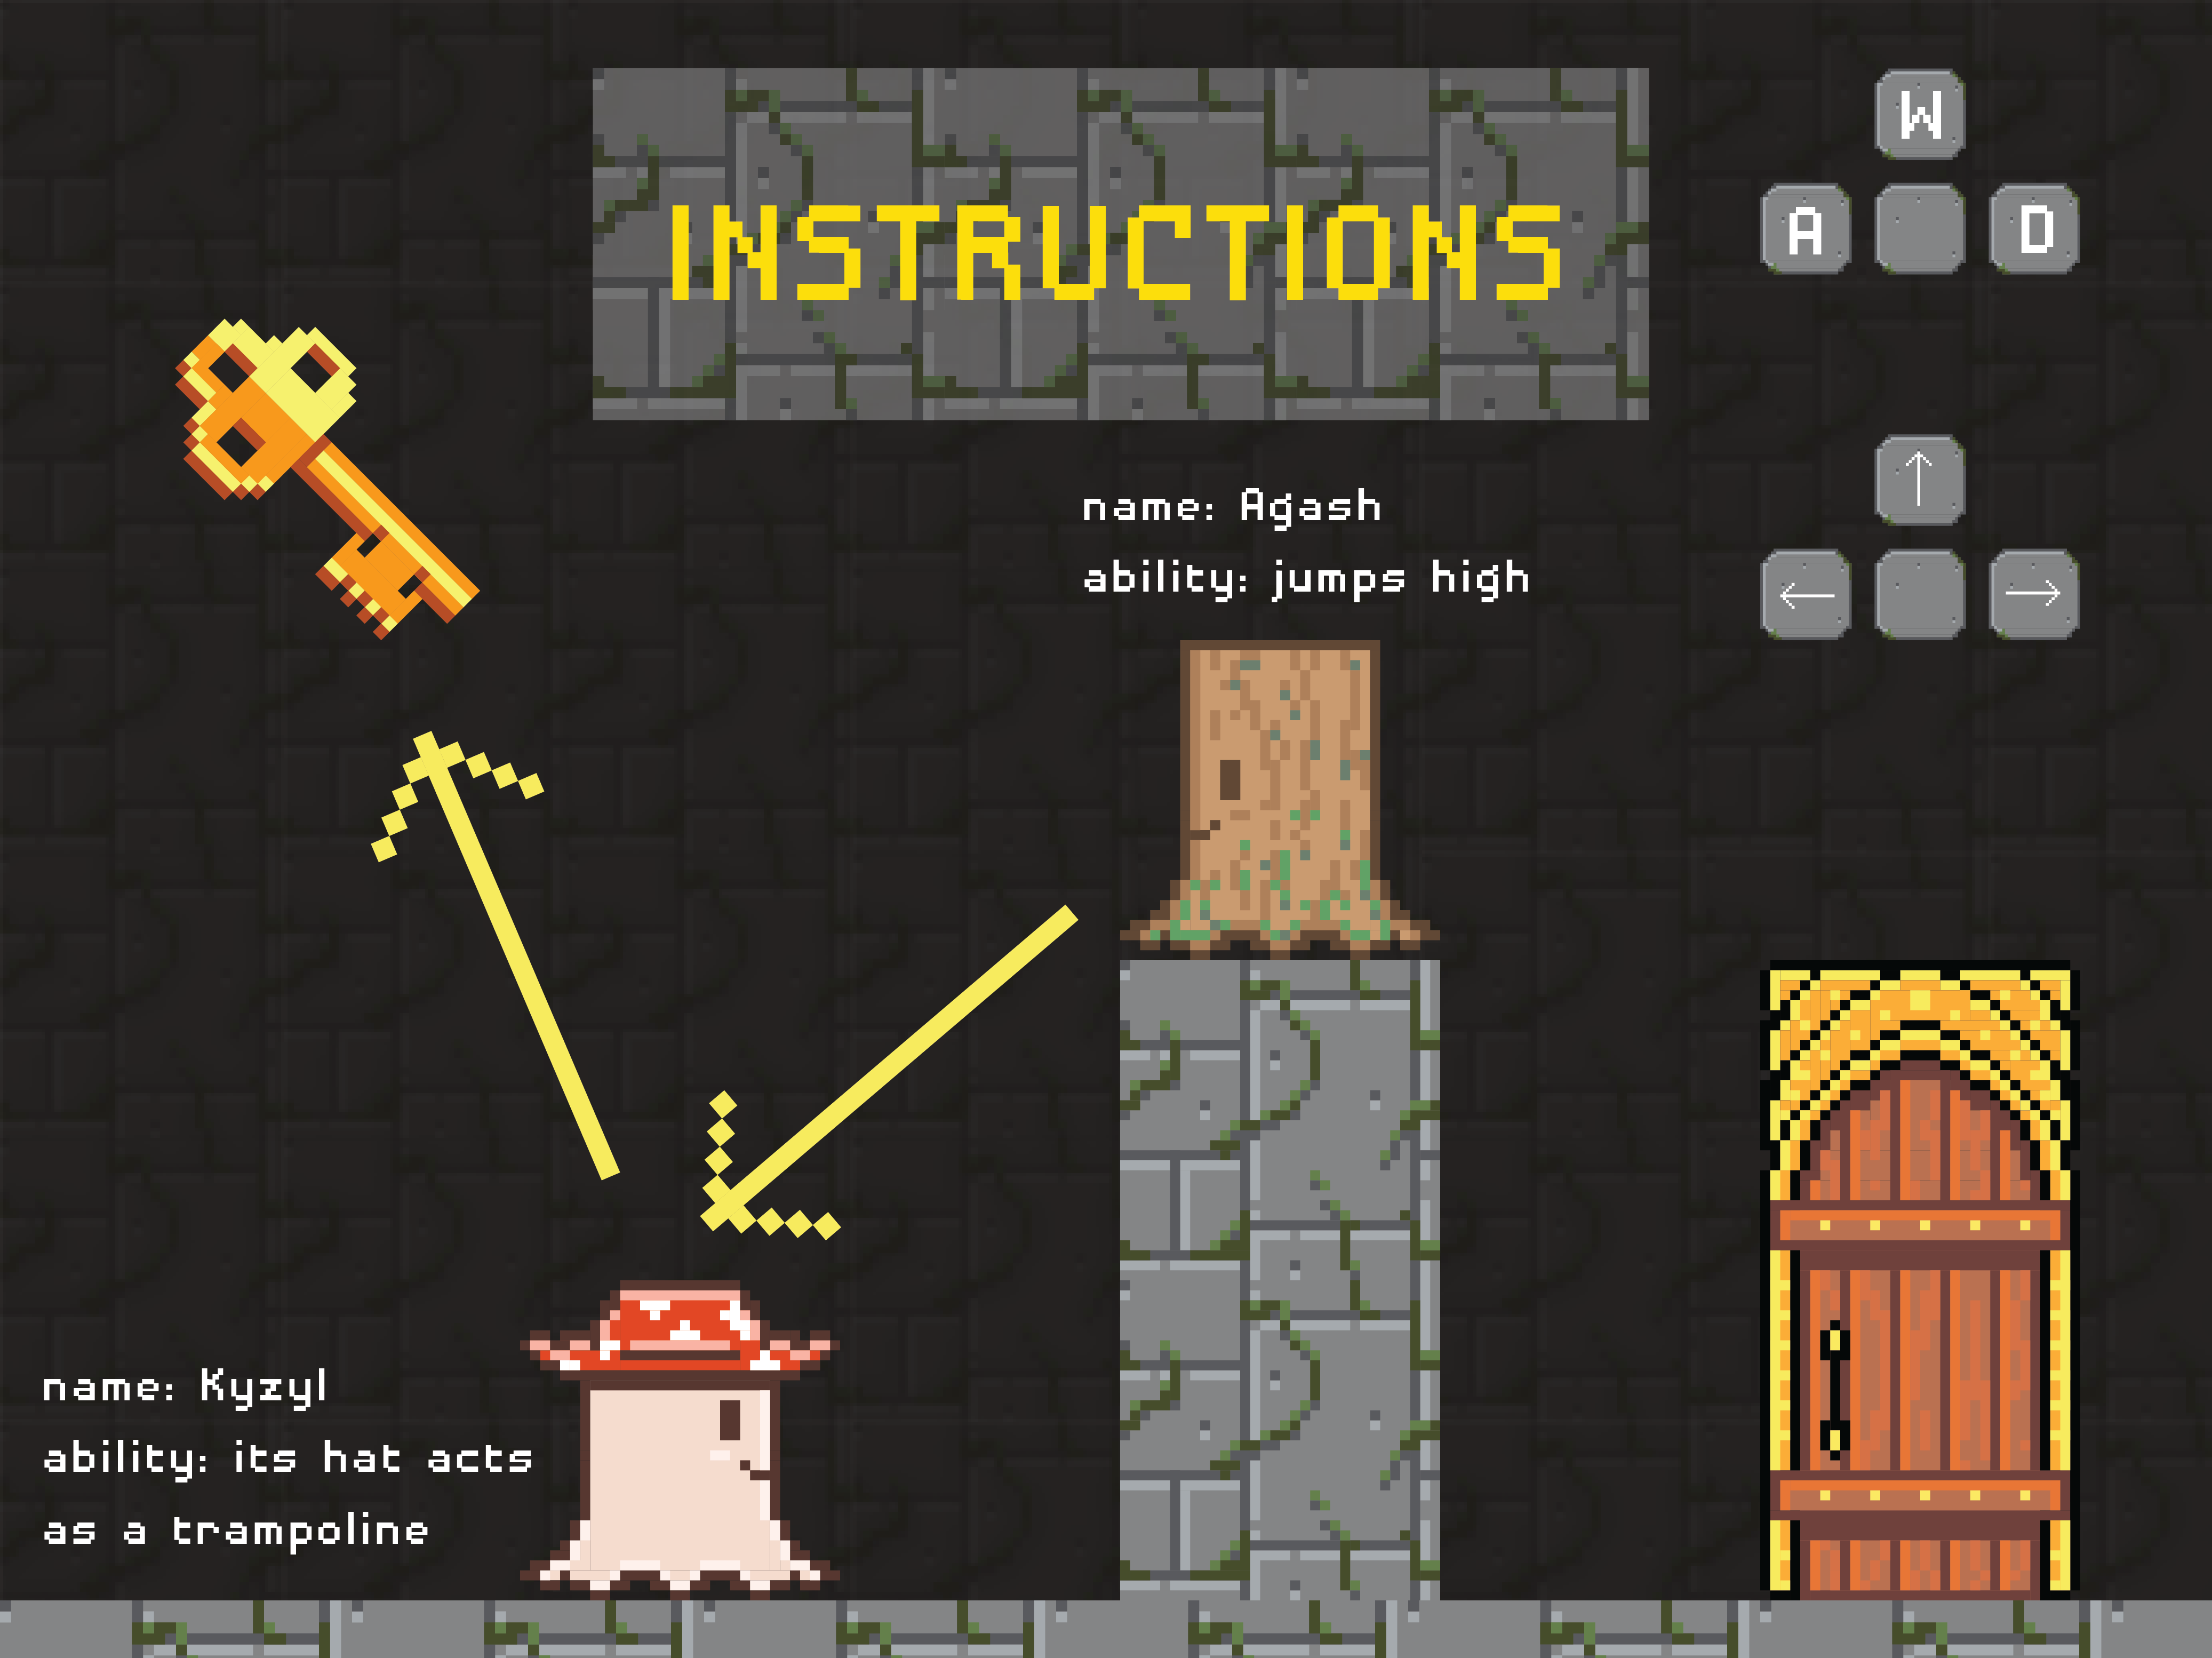 INSTRUCTIONS
W
A D
↑
← →
name: Agash
ability: jumps high
name: Kyzyl
ability: its hat acts
as a trampoline